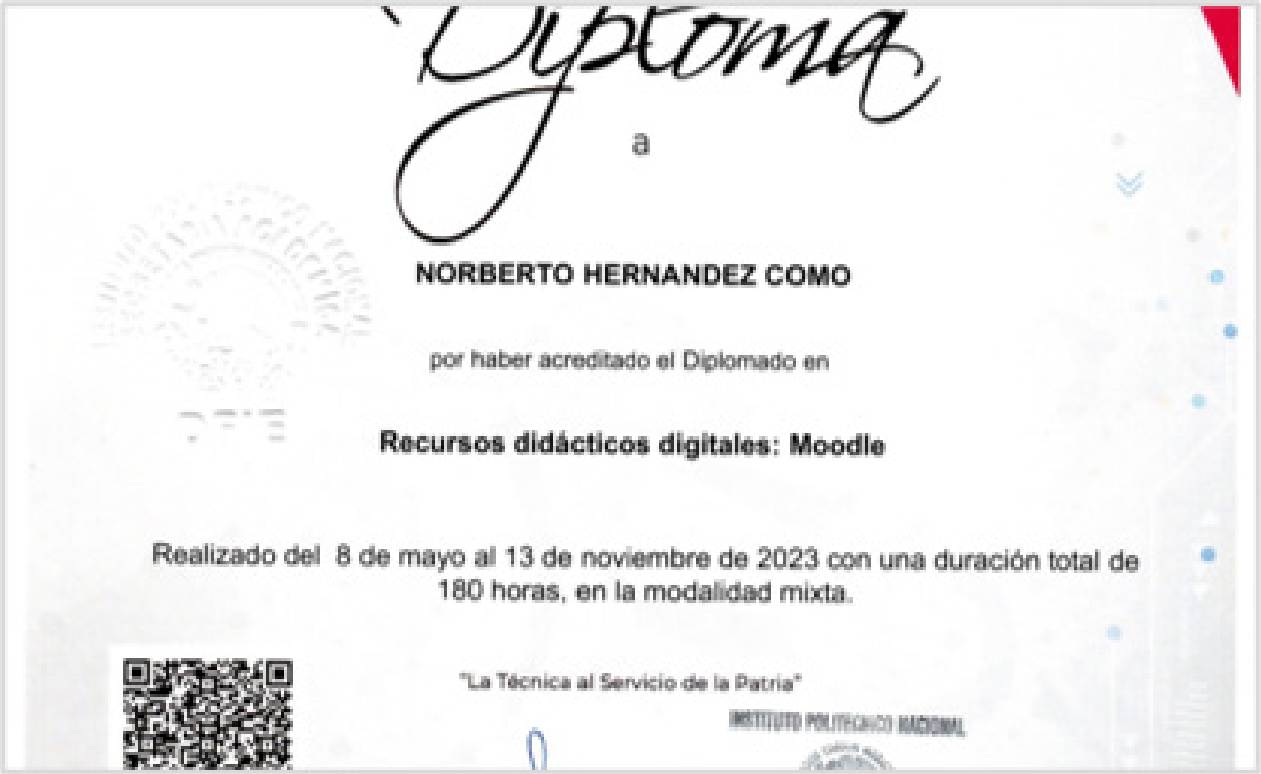 Diploma
a
NORBERTO HERNANDEZ COMO
por haber acreditado el Diplomado en
Recursos didácticos digitales: Moodle
Realizado del 8 de mayo al 13 de noviembre de 2023 con una duración total de
180 horas, en la modalidad mixta.
"La Técnica al Servicio de la Patria"
INSTITUTO POLITECNICO NACIONAL